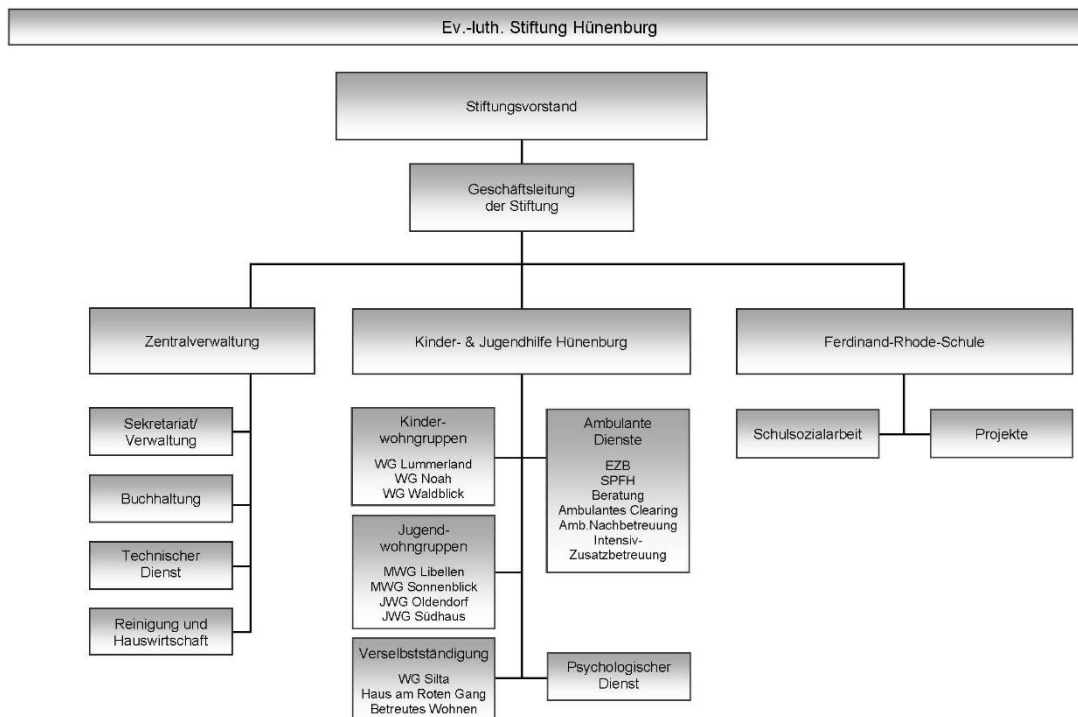 Ev.-luth. Stiftung Hünenburg
Stiftungsvorstand
Geschäftsleitung
der Stiftung
Zentralverwaltung
Sekretariat/
Verwaltung
Buchhaltung
Technischer
Dienst
Reinigung und
Hauswirtschaft
Kinder- & Jugendhilfe Hünenburg
Kinder-
wohngruppen
WG Lummerland
WG Noah
WG Waldblick
Jugend-
wohngruppen
MWG Libellen
MWG Sonnenblick
JWG Oldendorf
JWG Südhaus
Verselbstständigung
WG Silta
Haus am Roten Gang
Betreutes Wohnen
Ambulante
Dienste
EZB
SPFH
Beratung
Ambulantes Clearing
Amb.Nachbetreuung
Intensiv-
Zusatzbetreuung
Psychologischer
Dienst
Ferdinand-Rhode-Schule
Schulsozialarbeit
Projekte